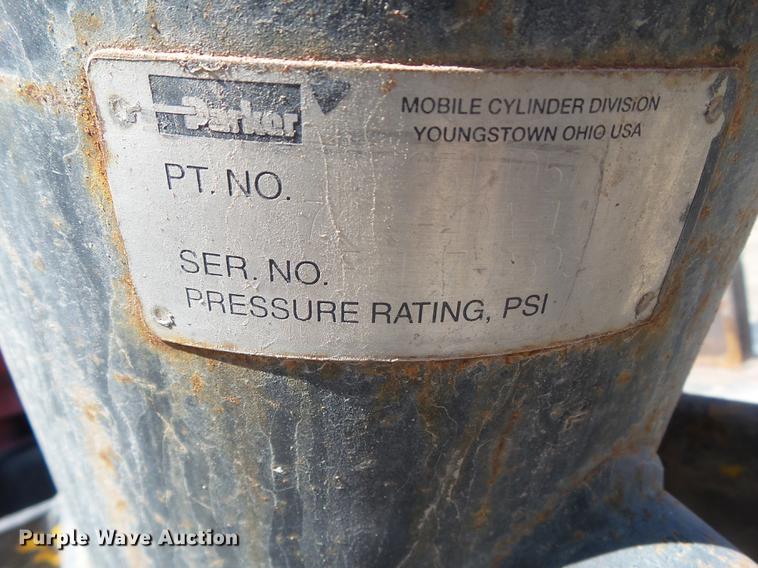 Parker
MOBILE CYLINDER DIVISION
YOUNGSTOWN OHIO USA
PT. NO.
SER. NO.
PRESSURE RATING, PSI
Purple Wave Auction